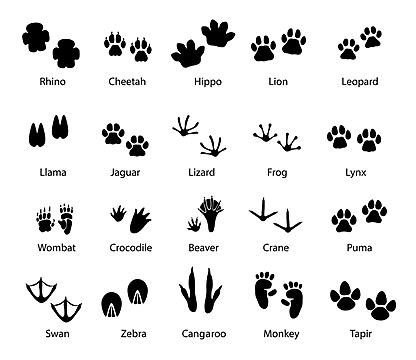 Rhino Cheetah Hippo Lion Leopard
Llama Jaguar Lizard Frog Lynx
Wombat Crocodile Beaver Crane Puma
Swan Zebra Cangaroo Monkey Tapir